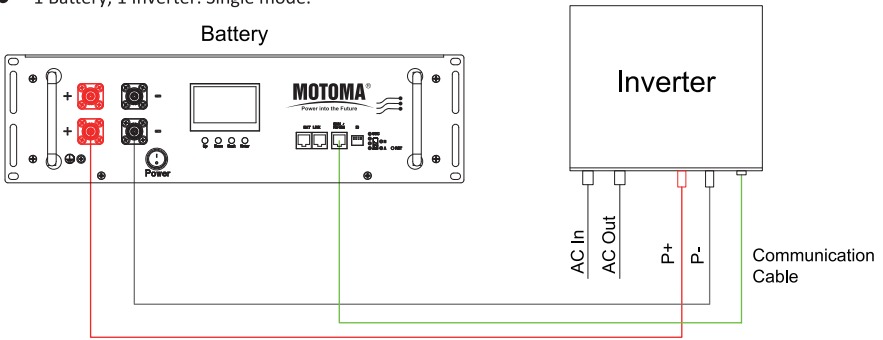 1 Battery, 1 Inverter: Single mode.
Battery
Inverter
MOTOMA®
Power into the Future
+ -
+ -
Power
AC In
AC Out
P+
P-
Communication
Cable